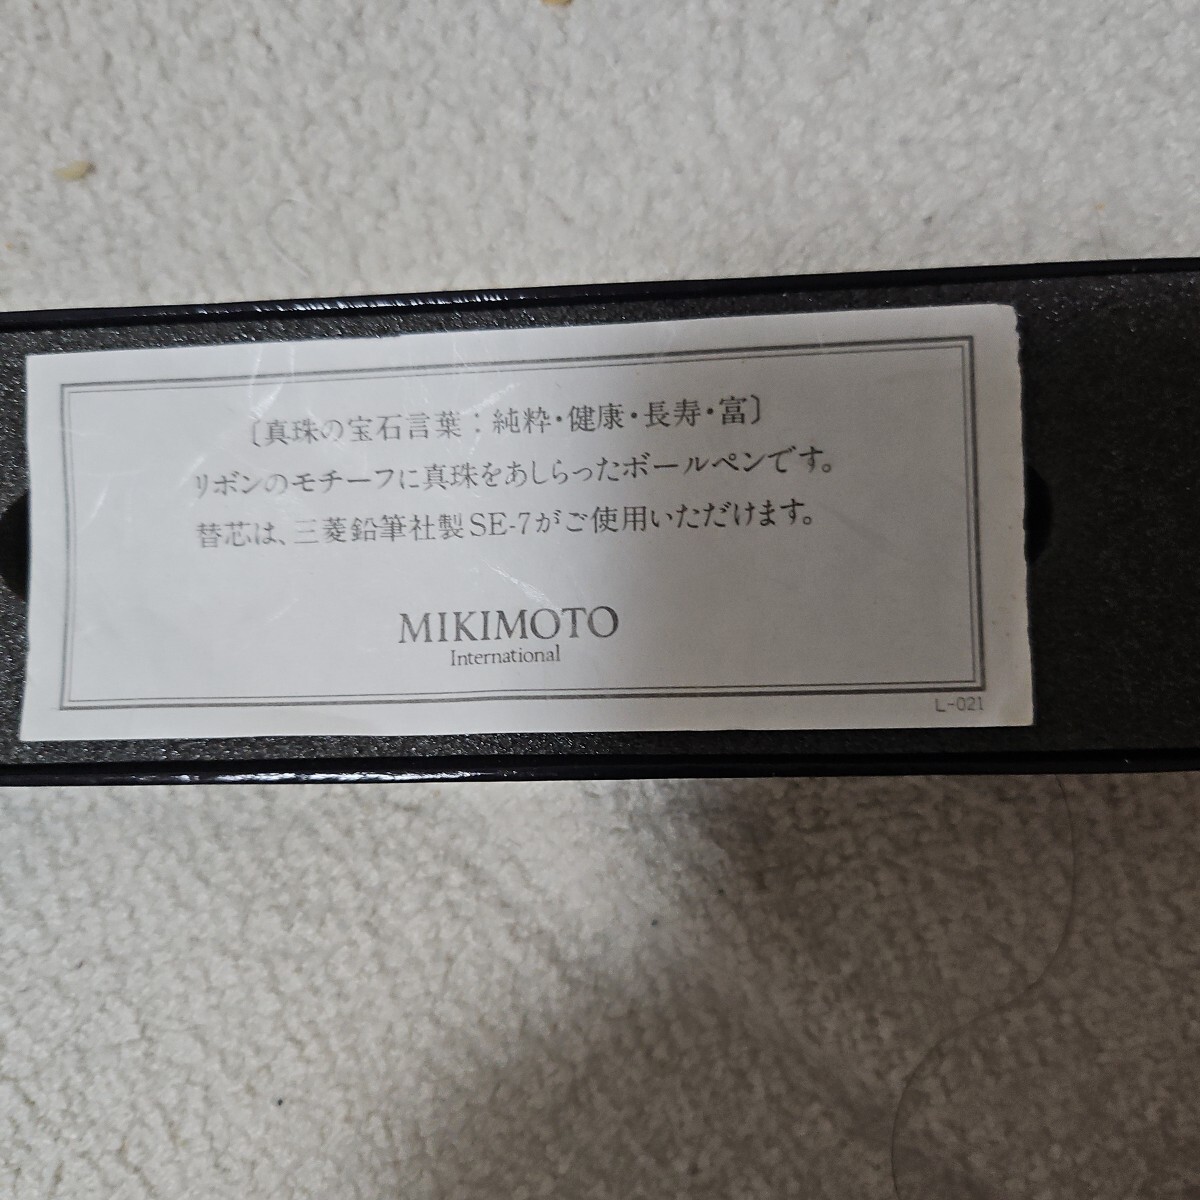 〔真珠の宝石言葉：純粋・健康・長寿・富〕
リボンのモチーフに真珠をあしらったボールペンです。
替芯は、三菱鉛筆社製SE-7がご使用いただけます。
MIKIMOTO
International
L-021